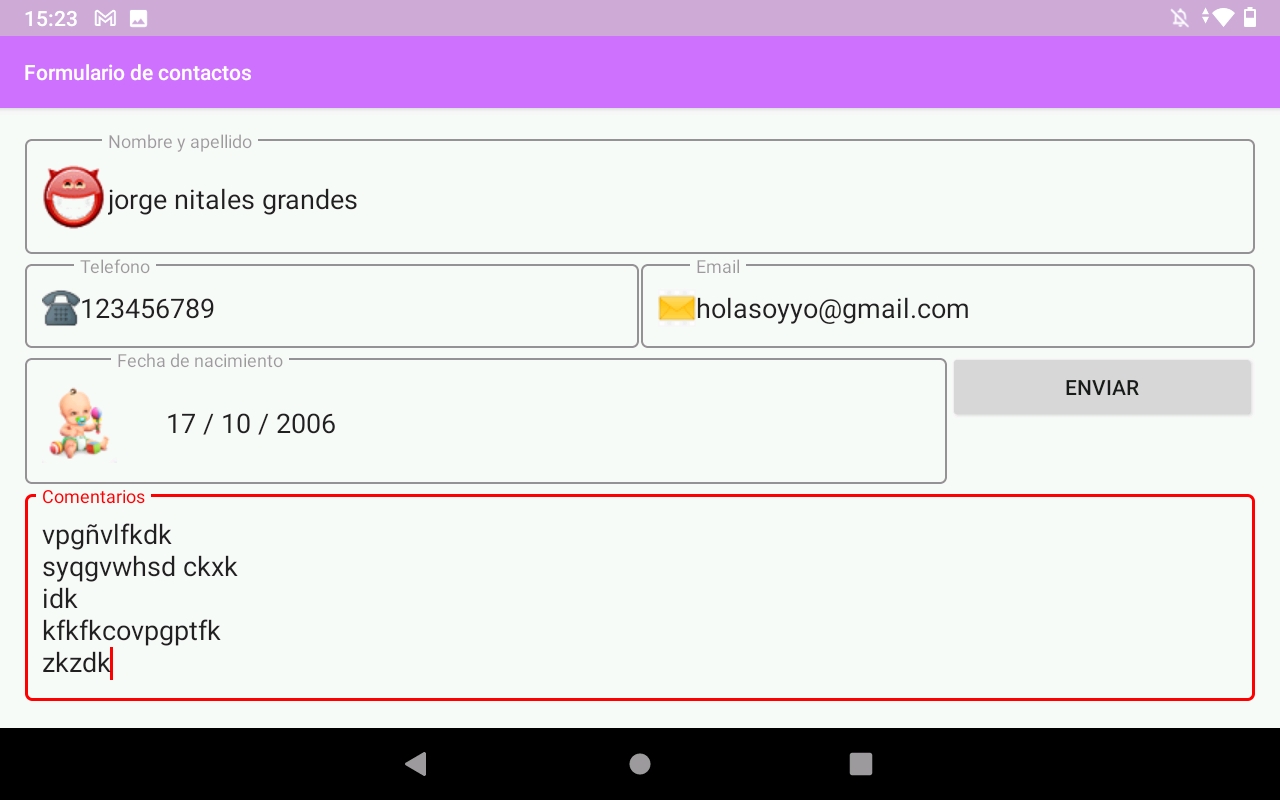 15:23
Formulario de contactos
Nombre y apellido
jorge nitales grandes
Telefono
123456789
Email
holasoyyo@gmail.com
Fecha de nacimiento
17 / 10 / 2006
ENVIAR
Comentarios
vpgñvlfkdk
syqgvwhsd ckxk
idk
kfkfkcovpgptfk
zkzdk